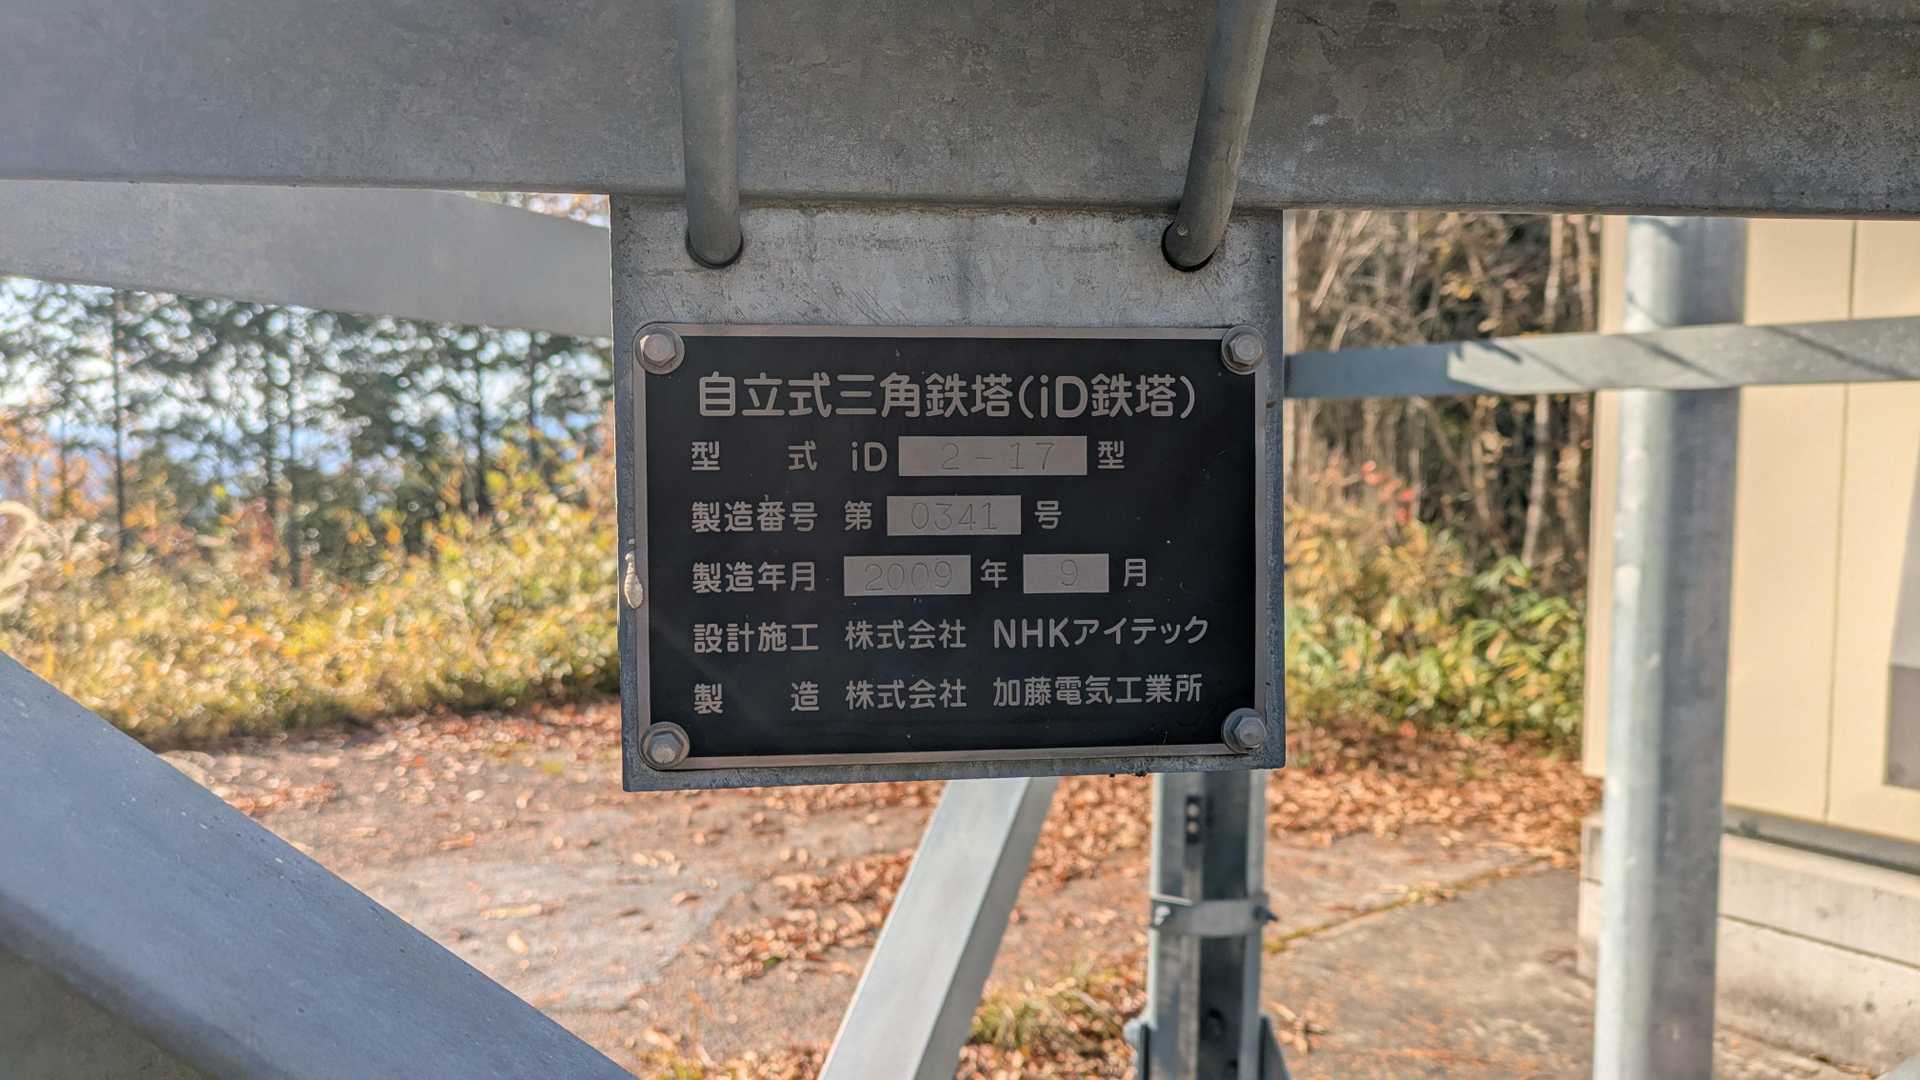 自立式三角鉄塔(iD鉄塔)
型式 iD 2-17 型
製造番号 第 0341 号
製造年月 2009 年 9 月
設計施工 株式会社 NHKアイテック
製造 株式会社 加藤電気工業所